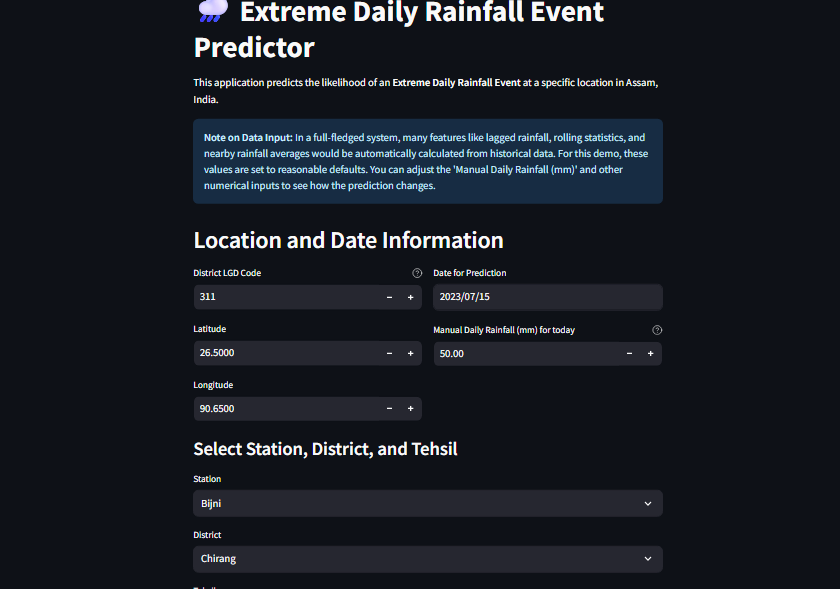 Extreme Daily Rainfall Event
Predictor
This application predicts the likelihood of an Extreme Daily Rainfall Event at a specific location in Assam,
India.
Note on Data Input: In a full-fledged system, many features like lagged rainfall, rolling statistics, and
nearby rainfall averages would be automatically calculated from historical data. For this demo, these
values are set to reasonable defaults. You can adjust the 'Manual Daily Rainfall (mm)' and other
numerical inputs to see how the prediction changes.
Location and Date Information
District LGD Code
311
Date for Prediction
2023/07/15
Latitude
26.5000
Manual Daily Rainfall (mm) for today
50.00
Longitude
90.6500
Select Station, District, and Tehsil
Station
Bijni
District
Chirang